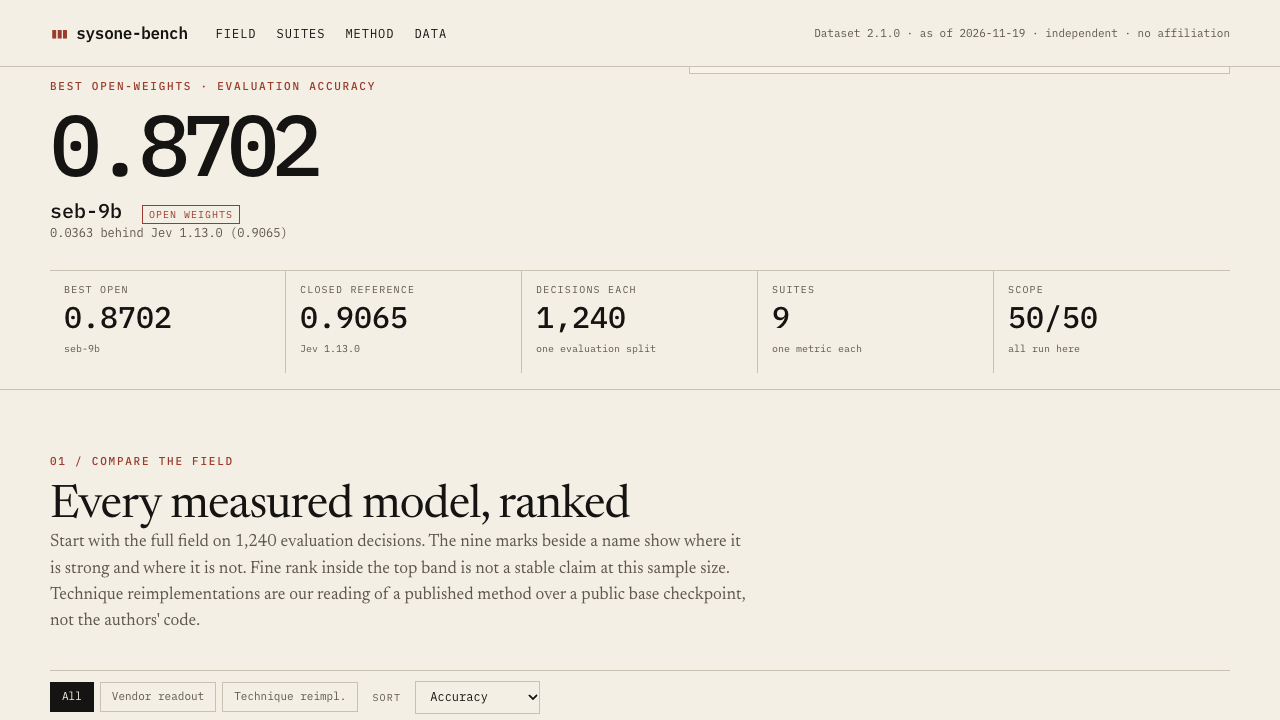 sysone-bench FIELD SUITES METHOD DATA Dataset 2.1.0 · as of 2026-11-19 · independent · no affiliation
BEST OPEN-WEIGHTS · EVALUATION ACCURACY
0.8702
seb-9b OPEN WEIGHTS
0.0363 behind Jev 1.13.0 (0.9065)
BEST OPEN
0.8702
seb-9b
CLOSED REFERENCE
0.9065
Jev 1.13.0
DECISIONS EACH
1,240
one evaluation split
SUITES
9
one metric each
SCOPE
50/50
all run here
01 / COMPARE THE FIELD
Every measured model, ranked
Start with the full field on 1,240 evaluation decisions. The nine marks beside a name show where it
is strong and where it is not. Fine rank inside the top band is not a stable claim at this sample size.
Technique reimplementations are our reading of a published method over a public base checkpoint,
not the authors' code.
All Vendor readout Technique reimpl. SORT Accuracy